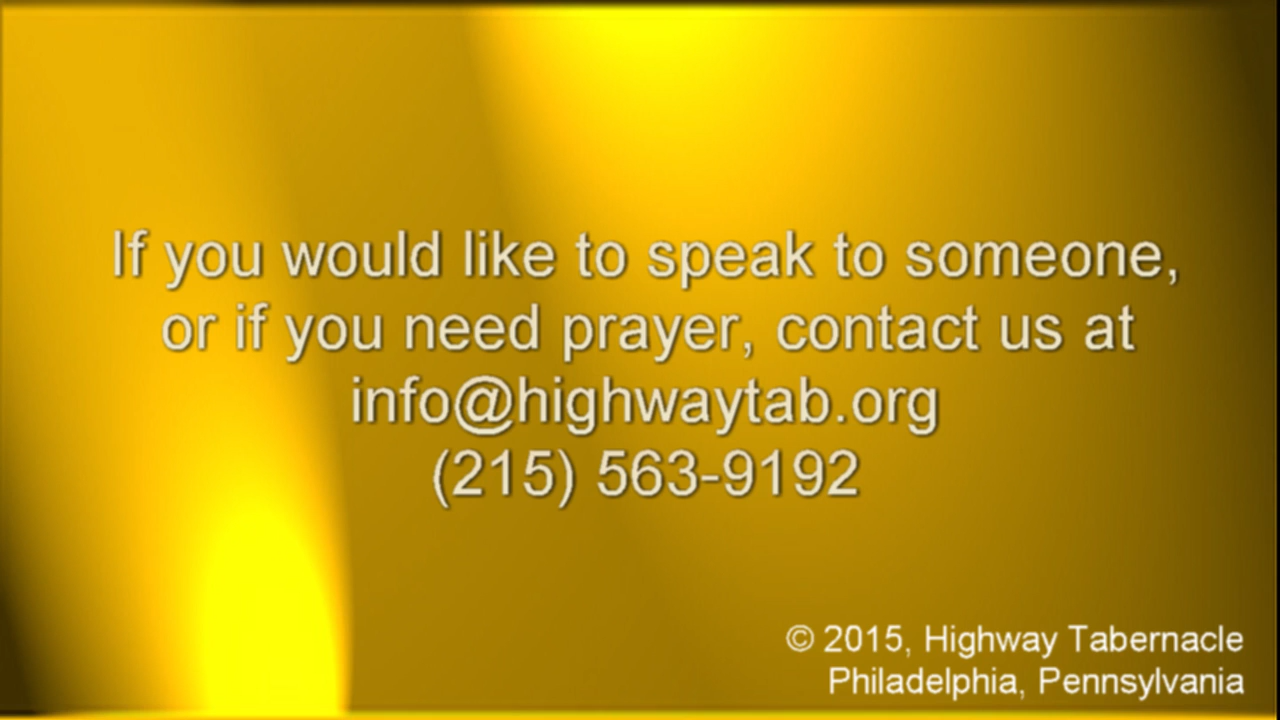 If you would like to speak to someone,
or if you need prayer, contact us at
info@highwaytab.org
(215) 563-9192
© 2015, Highway Tabernacle
Philadelphia, Pennsylvania